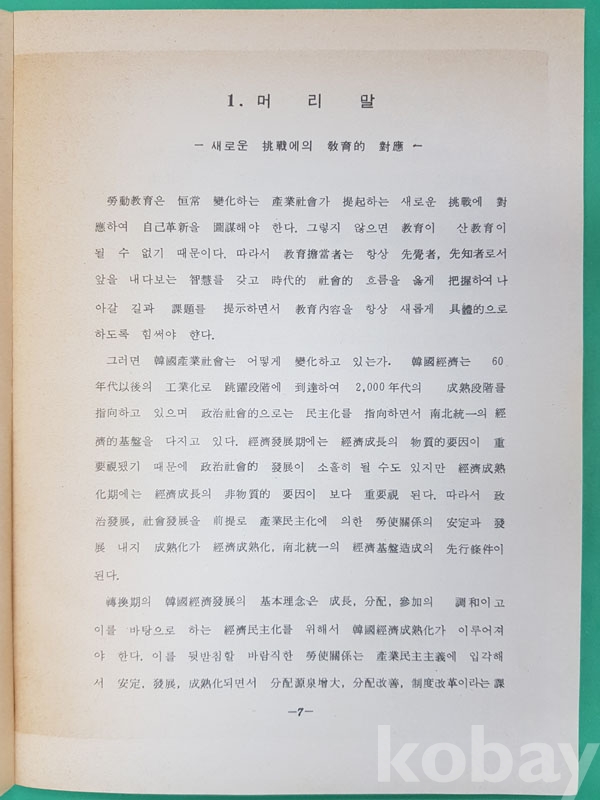 1. 머 리 말
— 새로운 挑戰에의 敎育的 對應 —
勞動敎育은 恒常 變化하는 産業社會가 提起하는 새로운 挑戰에 對
應하여 自己革新을 圖謀해야 한다. 그렇지 않으면 敎育이 산敎育이
될 수 없기 때문이다. 따라서 敎育擔當者는 항상 先覺者, 先知者로서
앞을 내다보는 智慧를 갖고 時代的 社會的 흐름을 옳게 把握하여 나
아갈 길과 課題를 提示하면서 敎育內容을 항상 새롭게 具體的으로
하도록 힘써야 한다.
그러면 韓國産業社會는 어떻게 變化하고 있는가. 韓國經濟는 60
年代以後의 工業化로 跳躍段階에 到達하여 2,000年代의 成熟段階를
指向하고 있으며 政治社會的으로는 民主化를 指向하면서 南北統一의 經
濟的基盤을 다지고 있다. 經濟發展期에는 經濟成長의 物質的要因이 重
要視됐기 때문에 政治社會的 發展이 소홀히 될 수도 있지만 經濟成熟
化期에는 經濟成長의 非物質的 要因이 보다 重要視 된다. 따라서 政
治發展, 社會發展을 前提로 産業民主化에 의한 勞使關係의 安定과 發
展 내지 成熟化가 經濟成熟化, 南北統一의 經濟基盤造成의 先行條件이
된다.
轉換期의 韓國經濟發展의 基本理念은 成長, 分配, 參加의 調和이고
이를 바탕으로 하는 經濟民主化를 위해서 韓國經濟成熟化가 이루어져
야 한다. 이를 뒷받침할 바람직한 勞使關係는 産業民主主義에 입각해
서 安定, 發展, 成熟化되면서 分配源泉增大, 分配改善, 制度改革이라는 課
—7—
kobay